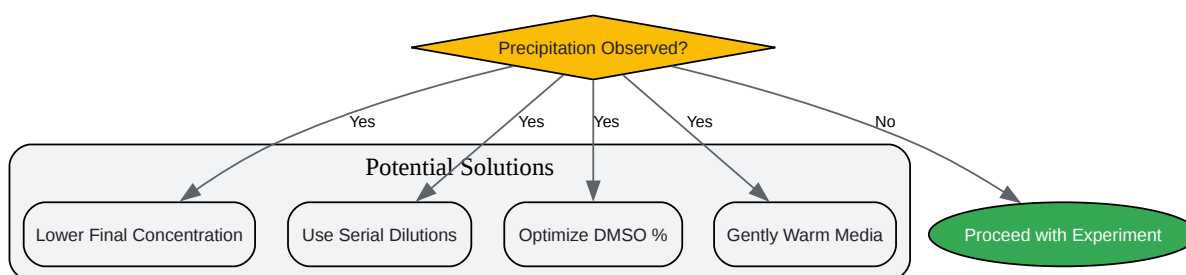 Precipitation Observed?
Yes
Yes
Yes
Yes
No
Potential Solutions
Lower Final Concentration
Use Serial Dilutions
Optimize DMSO %
Gently Warm Media
Proceed with Experiment